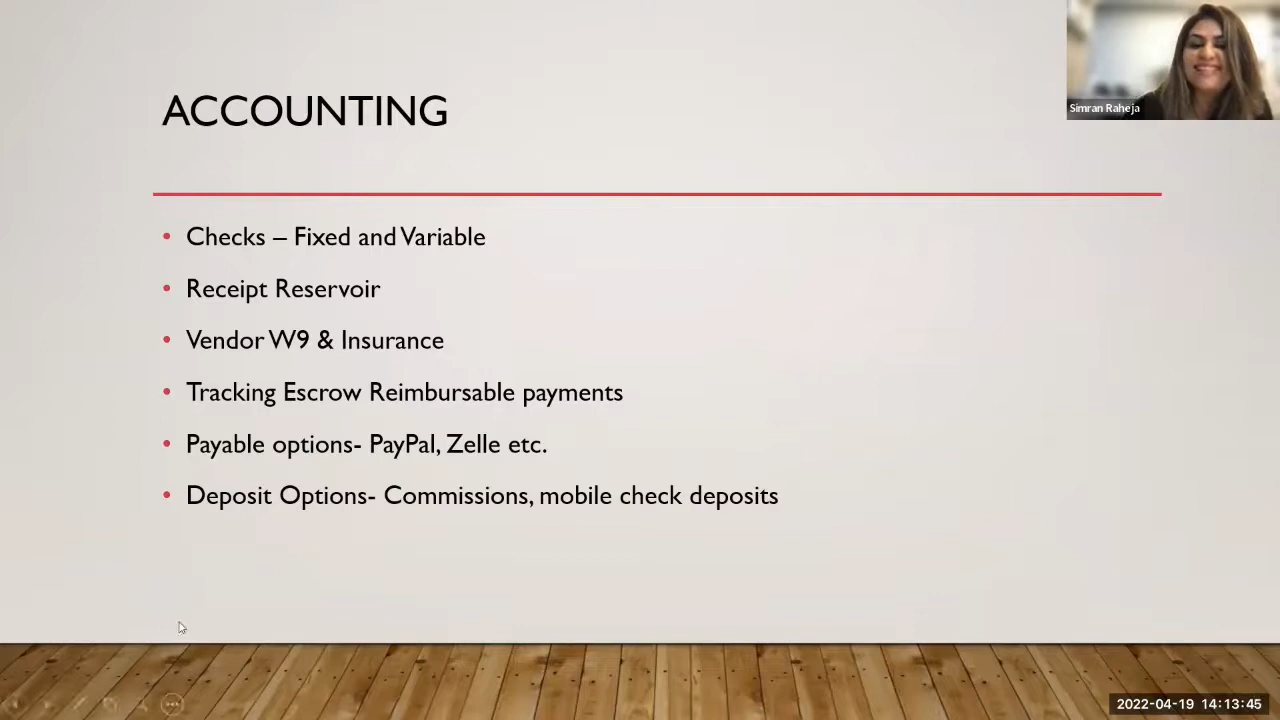 ACCOUNTING
Simran Raheja
• Checks – Fixed and Variable
• Receipt Reservoir
• Vendor W9 & Insurance
• Tracking Escrow Reimbursable payments
• Payable options- PayPal, Zelle etc.
• Deposit Options- Commissions, mobile check deposits
2022-04-19 14:13:45